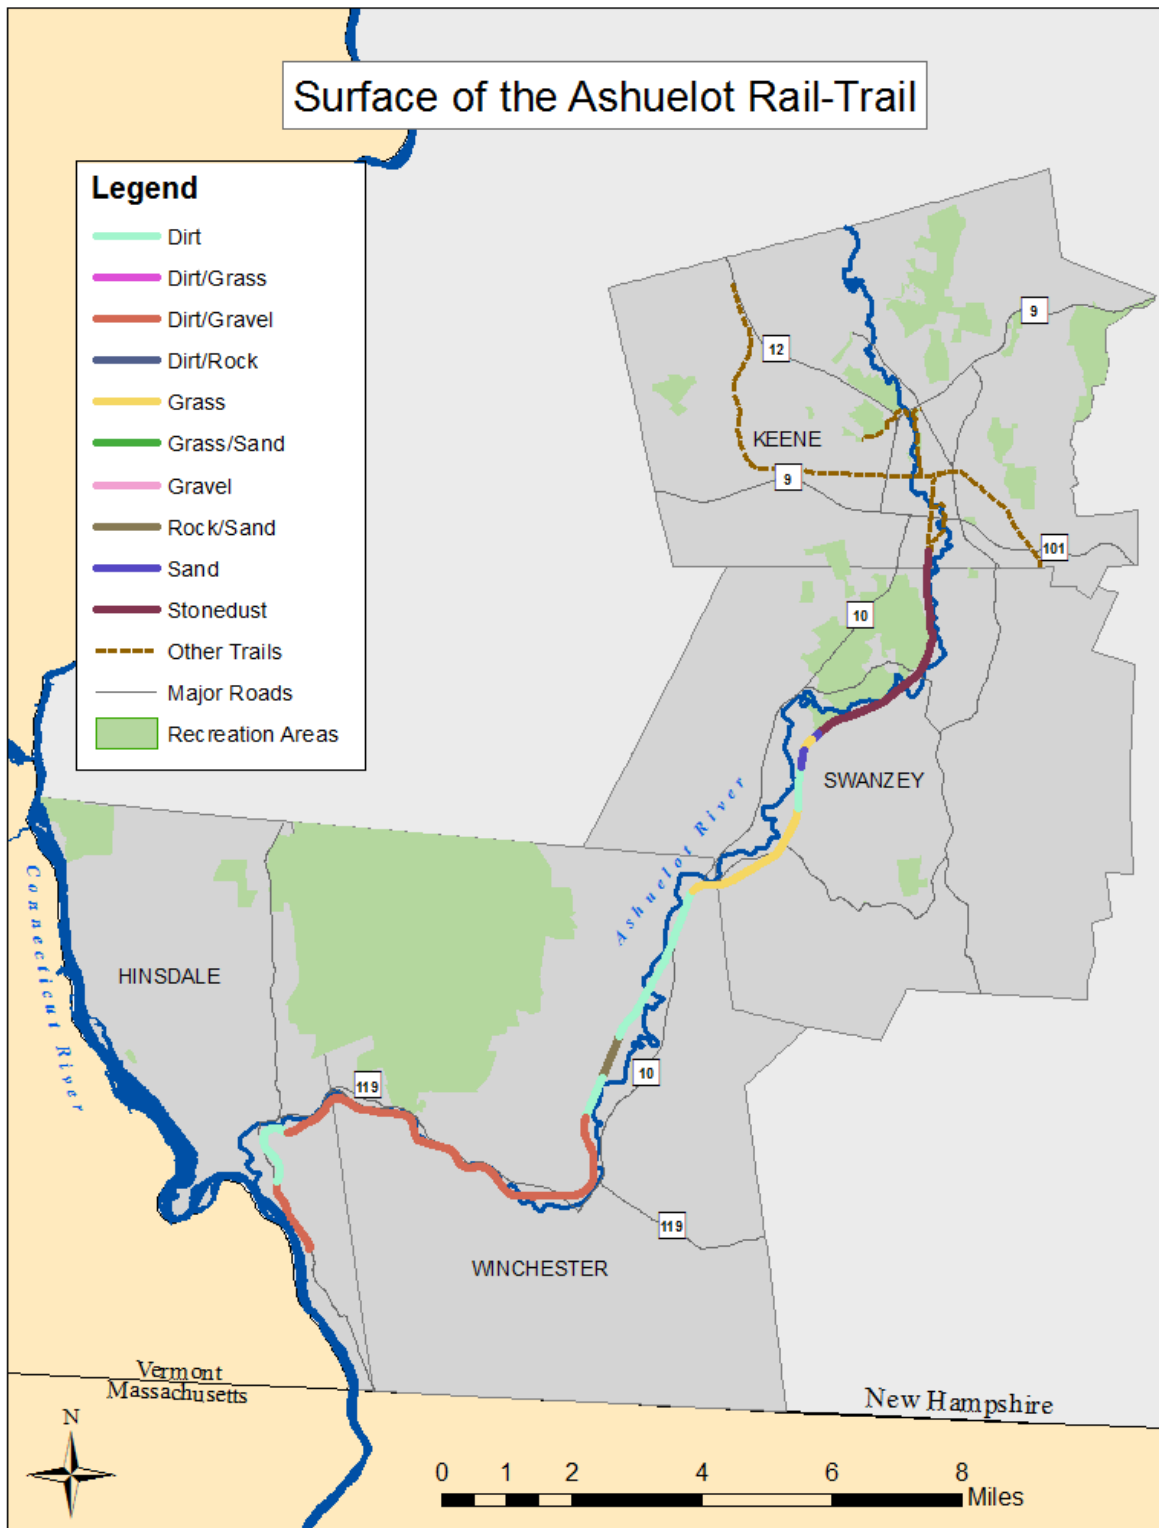 Surface of the Ashuelot Rail-Trail
Legend
Dirt
Dirt/Grass
Dirt/Gravel
Dirt/Rock
Grass
Grass/Sand
Gravel
Rock/Sand
Sand
Stonedust
Other Trails
Major Roads
Recreation Areas
9
12
KEENE
9
101
10
SWANZEY
Ashuelot River
Connecticut River
HINSDALE
10
119
119
WINCHESTER
Vermont
Massachusetts
New Hampshire
N
0 1 2 4 6 8
Miles